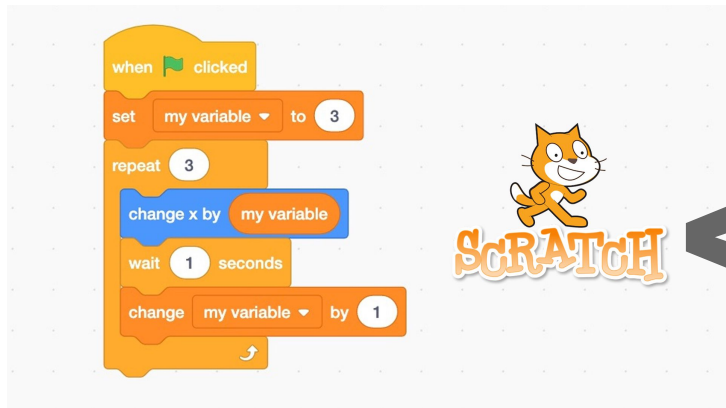 when clicked
set my variable to 3
repeat 3
change x by my variable
wait 1 seconds
change my variable by 1
SCRATCH